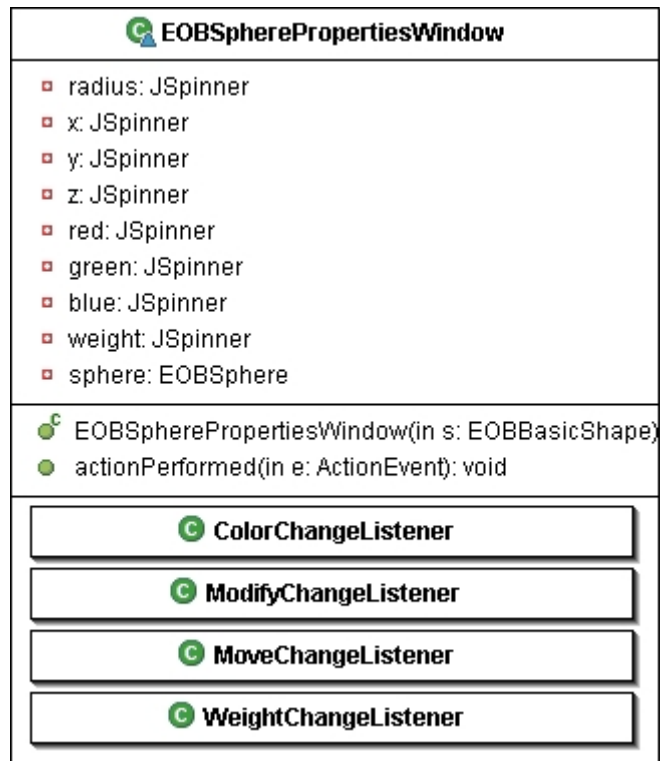 EOBSpherePropertiesWindow
radius: JSpinner
x: JSpinner
y: JSpinner
z: JSpinner
red: JSpinner
green: JSpinner
blue: JSpinner
weight: JSpinner
sphere: EOBSphere
EOBSpherePropertiesWindow(in s: EOBBasicShape)
actionPerformed(in e: ActionEvent): void
ColorChangeListener
ModifyChangeListener
MoveChangeListener
WeightChangeListener